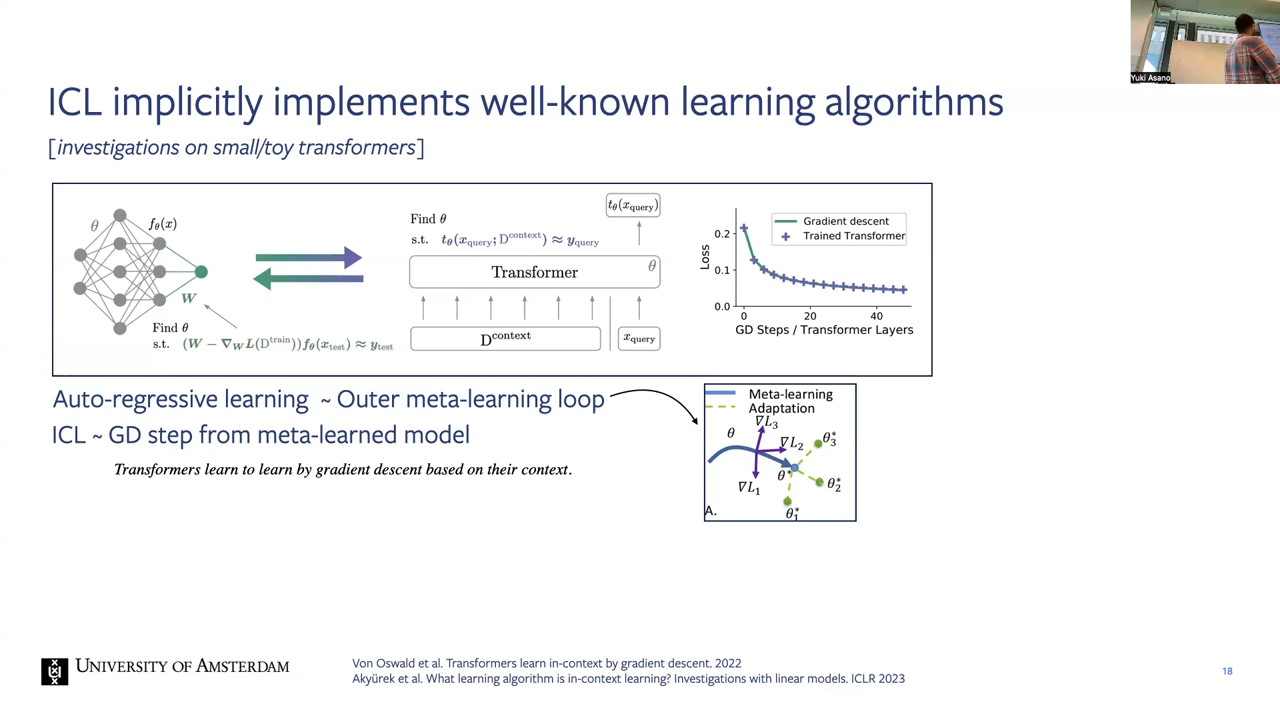 Yuki Asano
ICL implicitly implements well-known learning algorithms
[investigations on small/toy transformers]
θ
f_θ(x)
W
Find θ
s.t. (W − ∇_W L(D^train))f_θ(x_test) ≈ y_test
Find θ
s.t. t_θ(x_query; D^context) ≈ y_query
t_θ(x_query)
Transformer
θ
D^context
x_query
Loss
0.2
0.1
0.0
Gradient descent
Trained Transformer
0 20 40
GD Steps / Transformer Layers
Auto-regressive learning ~ Outer meta-learning loop
ICL ~ GD step from meta-learned model
Transformers learn to learn by gradient descent based on their context.
Meta-learning
Adaptation
θ
∇L₃
∇L₂
∇L₁
θ*
θ₃*
θ₂*
θ₁*
A.
UNIVERSITY OF AMSTERDAM
Von Oswald et al. Transformers learn in-context by gradient descent. 2022
Akyürek et al. What learning algorithm is in-context learning? Investigations with linear models. ICLR 2023
18